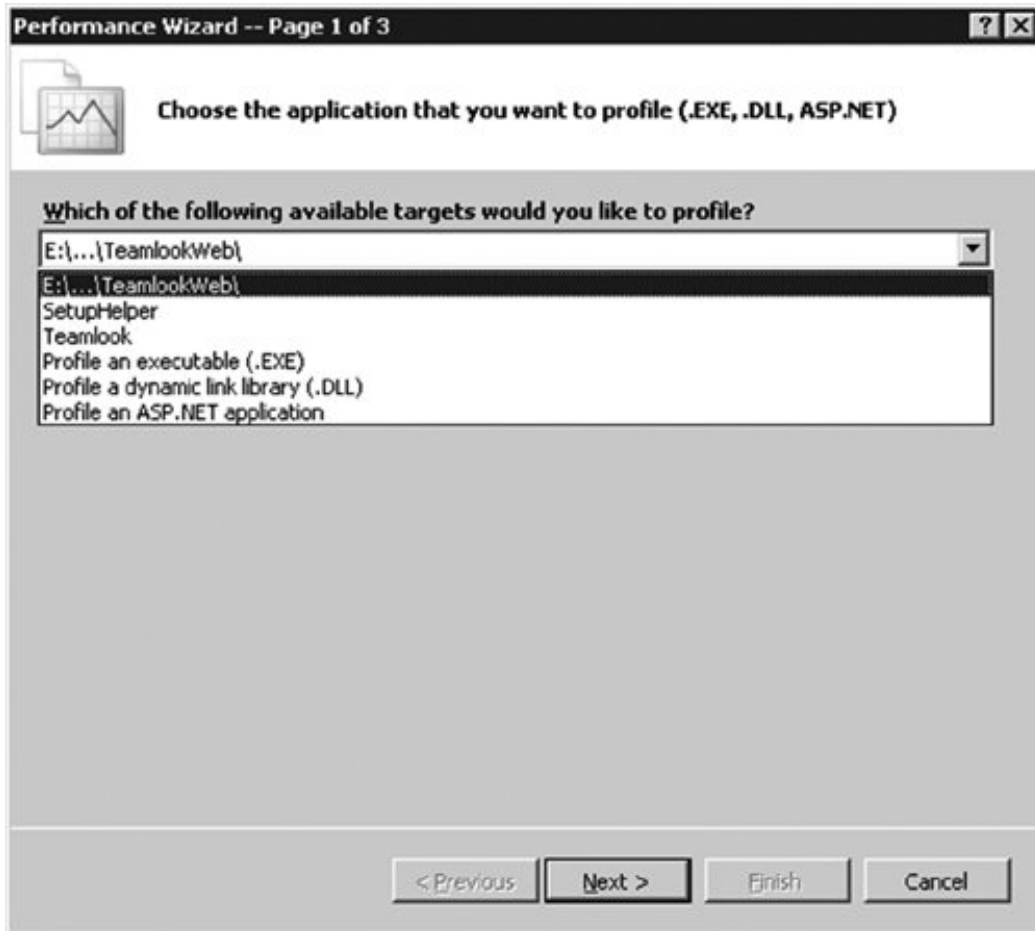 Performance Wizard -- Page 1 of 3
Choose the application that you want to profile (.EXE, .DLL, ASP.NET)
Which of the following available targets would you like to profile?
E:\...\TeamlookWeb\
E:\...\TeamlookWeb\
SetupHelper
Teamlook
Profile an executable (.EXE)
Profile a dynamic link library (.DLL)
Profile an ASP.NET application
< Previous
Next >
Finish
Cancel